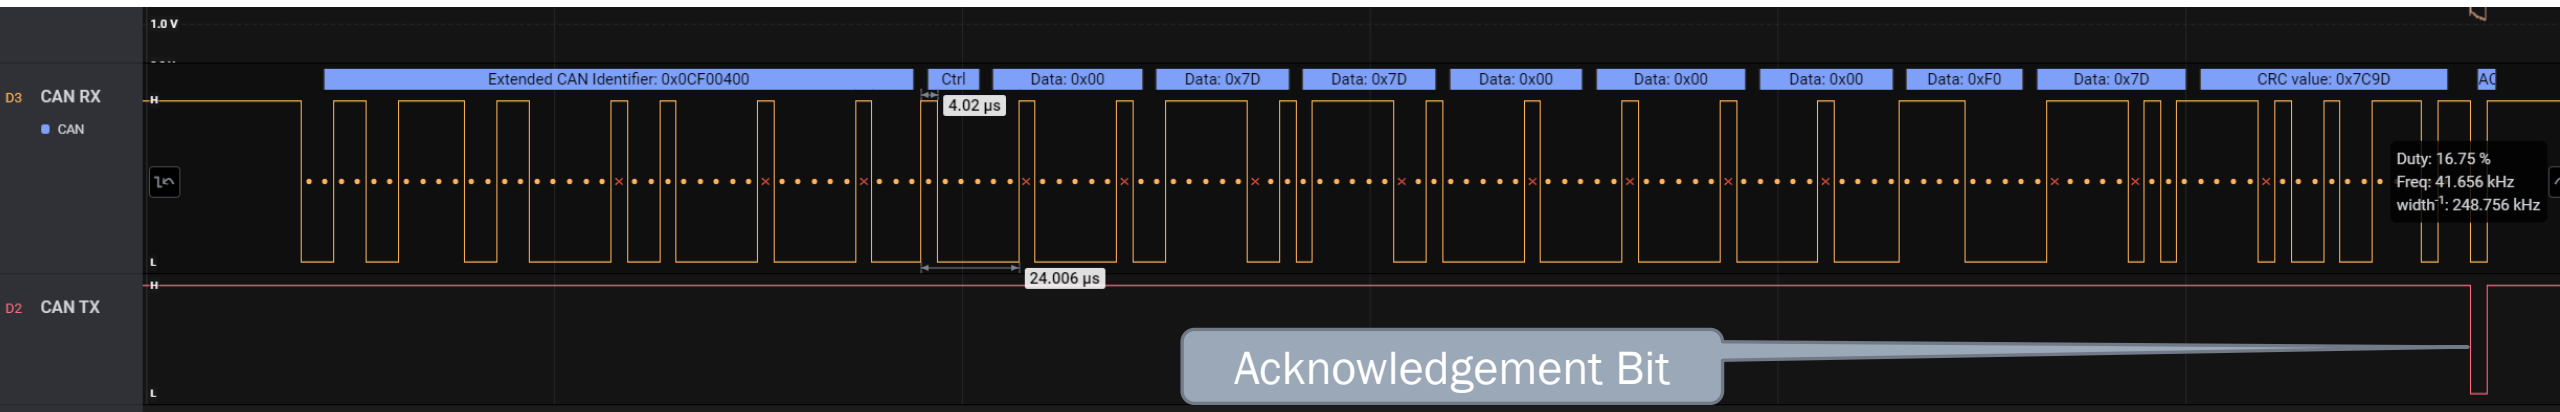 1.0 V
Extended CAN Identifier: 0x0CF00400
Ctrl
Data: 0x00
Data: 0x7D
Data: 0x7D
Data: 0x00
Data: 0x00
Data: 0x00
Data: 0xF0
Data: 0x7D
CRC value: 0x7C9D
D3 CAN RX
H
4.02 µs
CAN
Duty: 16.75 %
Freq: 41.656 kHz
width⁻¹: 248.756 kHz
L
24.006 µs
H
D2 CAN TX
Acknowledgement Bit
L